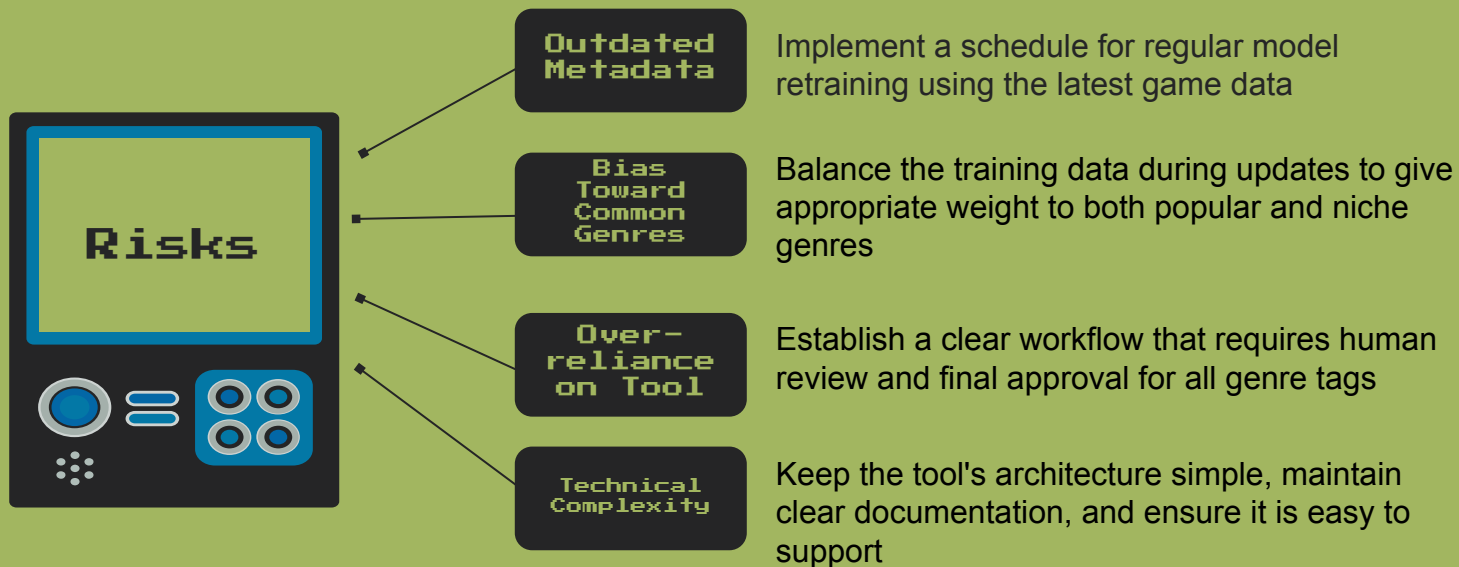 Risks
Outdated
Metadata
Implement a schedule for regular model
retraining using the latest game data
Bias
Toward
Common
Genres
Balance the training data during updates to give
appropriate weight to both popular and niche
genres
Over-
reliance
on Tool
Establish a clear workflow that requires human
review and final approval for all genre tags
Technical
Complexity
Keep the tool's architecture simple, maintain
clear documentation, and ensure it is easy to
support